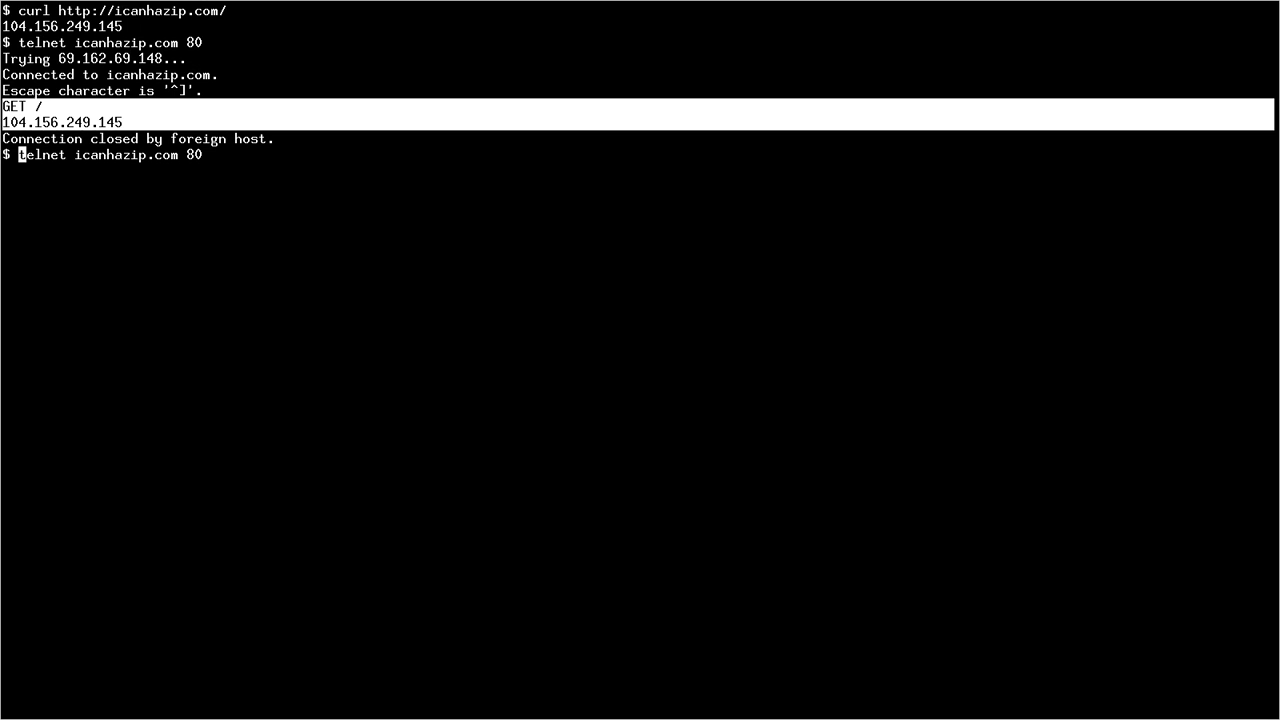 $ curl http://icanhazip.com/
104.156.249.145
$ telnet icanhazip.com 80
Trying 69.162.69.148...
Connected to icanhazip.com.
Escape character is '^]'.
GET /
104.156.249.145
Connection closed by foreign host.
$ telnet icanhazip.com 80